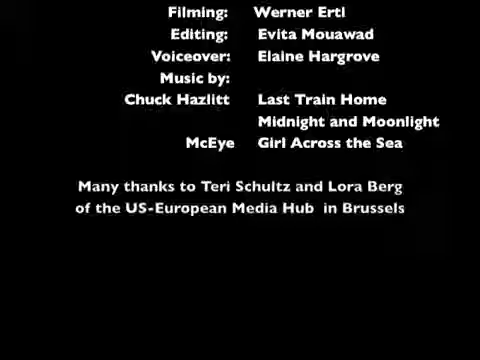 Filming: Werner Ertl
Editing: Evita Mouawad
Voiceover: Elaine Hargrove
Music by:
Chuck Hazlitt Last Train Home
Midnight and Moonlight
McEye Girl Across the Sea
Many thanks to Teri Schultz and Lora Berg
of the US-European Media Hub in Brussels